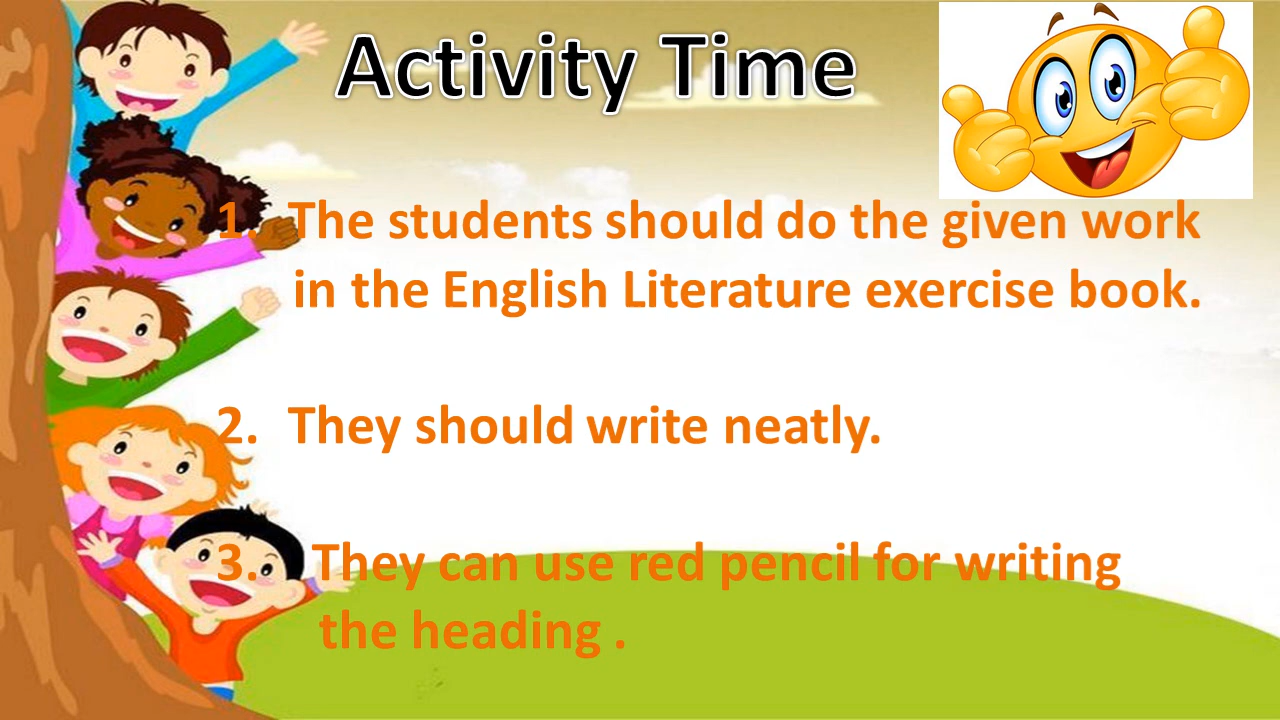 Activity Time
1. The students should do the given work
in the English Literature exercise book.
2. They should write neatly.
3. They can use red pencil for writing
the heading .